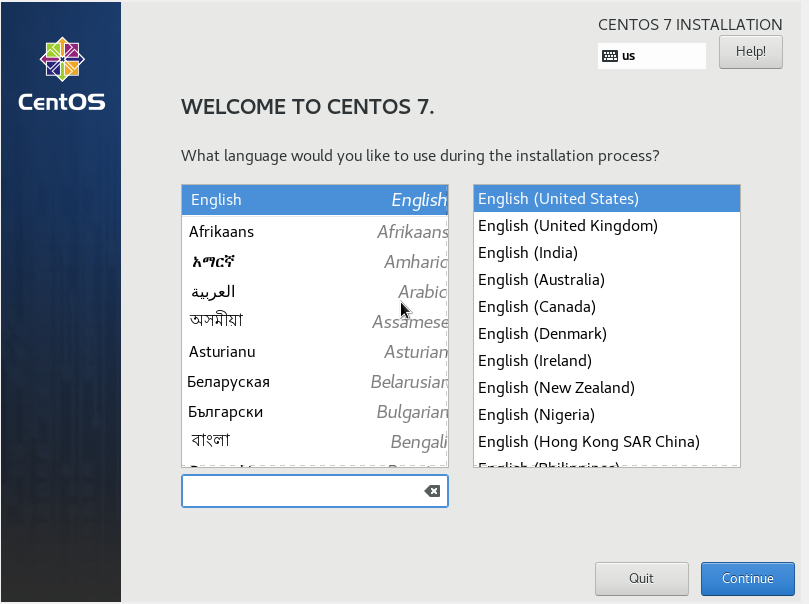 CENTOS 7 INSTALLATION
us
Help!
CentOS
WELCOME TO CENTOS 7.
What language would you like to use during the installation process?
English English
Afrikaans Afrikaans
አማርኛ Amharic
العربية Arabic
অসমীয়া Assamese
Asturianu Asturian
Беларуская Belarusian
Български Bulgarian
বাংলা Bengali
English (United States)
English (United Kingdom)
English (India)
English (Australia)
English (Canada)
English (Denmark)
English (Ireland)
English (New Zealand)
English (Nigeria)
English (Hong Kong SAR China)
English (Philippines)
Quit
Continue